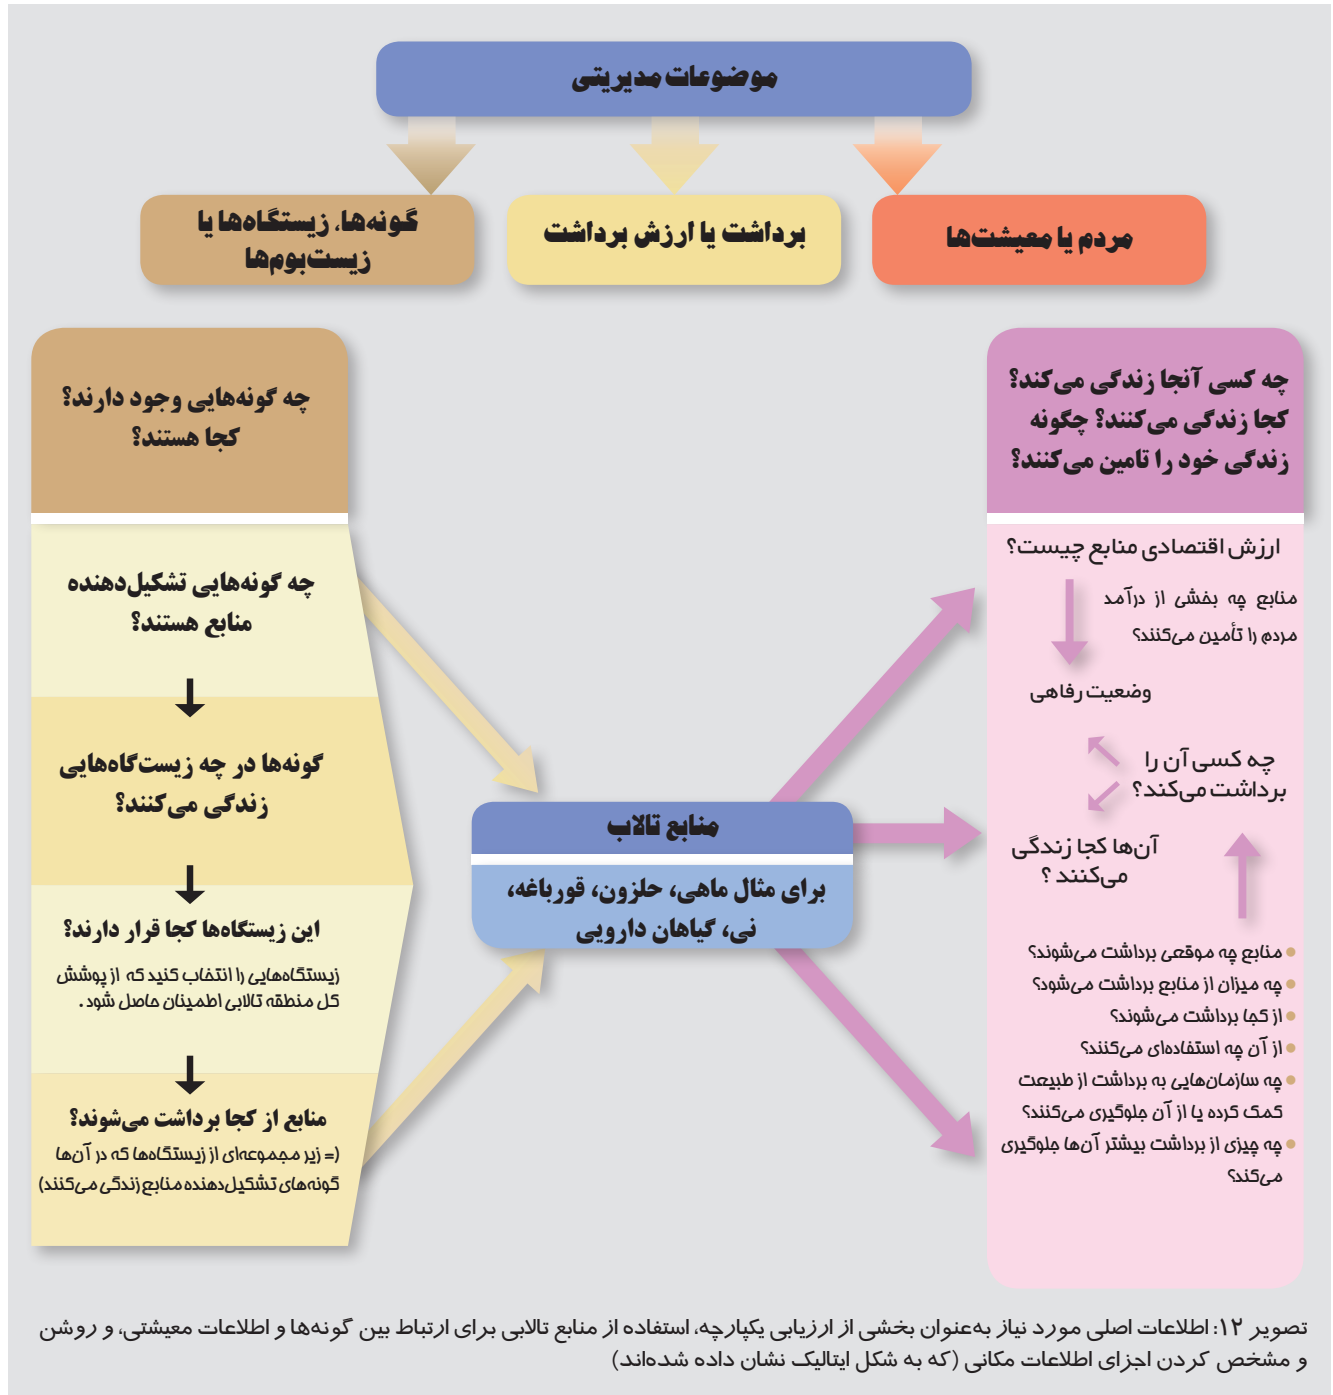 موضوعات مدیریتی
مردم یا معیشت‌ها
برداشت یا ارزش برداشت
گونه‌ها، زیستگاه‌ها یا
زیست‌بوم‌ها
چه کسی آنجا زندگی می‌کند؟
کجا زندگی می‌کنند؟ چگونه
زندگی خود را تامین می‌کنند؟
ارزش اقتصادی منابع چیست؟
منابع چه بخشی از درآمد
مردم را تأمین می‌کنند؟
وضعیت رفاهی
چه کسی آن را
برداشت می‌کند؟
آن‌ها کجا زندگی
می‌کنند ؟
• منابع چه موقعی برداشت می‌شوند؟
• چه میزان از منابع برداشت می‌شود؟
• از کجا برداشت می‌شوند؟
• از آن چه استفاده‌ای می‌کنند؟
• چه سازمان‌هایی به برداشت از طبیعت
کمک کرده یا از آن جلوگیری می‌کنند؟
• چه چیزی از برداشت بیشتر آن‌ها جلوگیری
می‌کند؟
منابع تالاب
برای مثال ماهی، حلزون، قورباغه،
نی، گیاهان دارویی
چه گونه‌هایی وجود دارند؟
کجا هستند؟
چه گونه‌هایی تشکیل‌دهنده
منابع هستند؟
گونه‌ها در چه زیست‌گاه‌هایی
زندگی می‌کنند؟
این زیستگاه‌ها کجا قرار دارند؟
زیستگاه‌هایی را انتخاب کنید که از پوشش
کل منطقه تالابی اطمینان حاصل شود .
منابع از کجا برداشت می‌شوند؟
(= زیر مجموعه‌ای از زیستگاه‌ها که در آن‌ها
گونه‌های تشکیل‌دهنده منابع زندگی می‌کنند)
تصویر ۱۲: اطلاعات اصلی مورد نیاز به‌عنوان بخشی از ارزیابی یکپارچه، استفاده از منابع تالابی برای ارتباط بین گونه‌ها و اطلاعات معیشتی، و روشن
و مشخص کردن اجزای اطلاعات مکانی (که به شکل ایتالیک نشان داده شده‌اند)